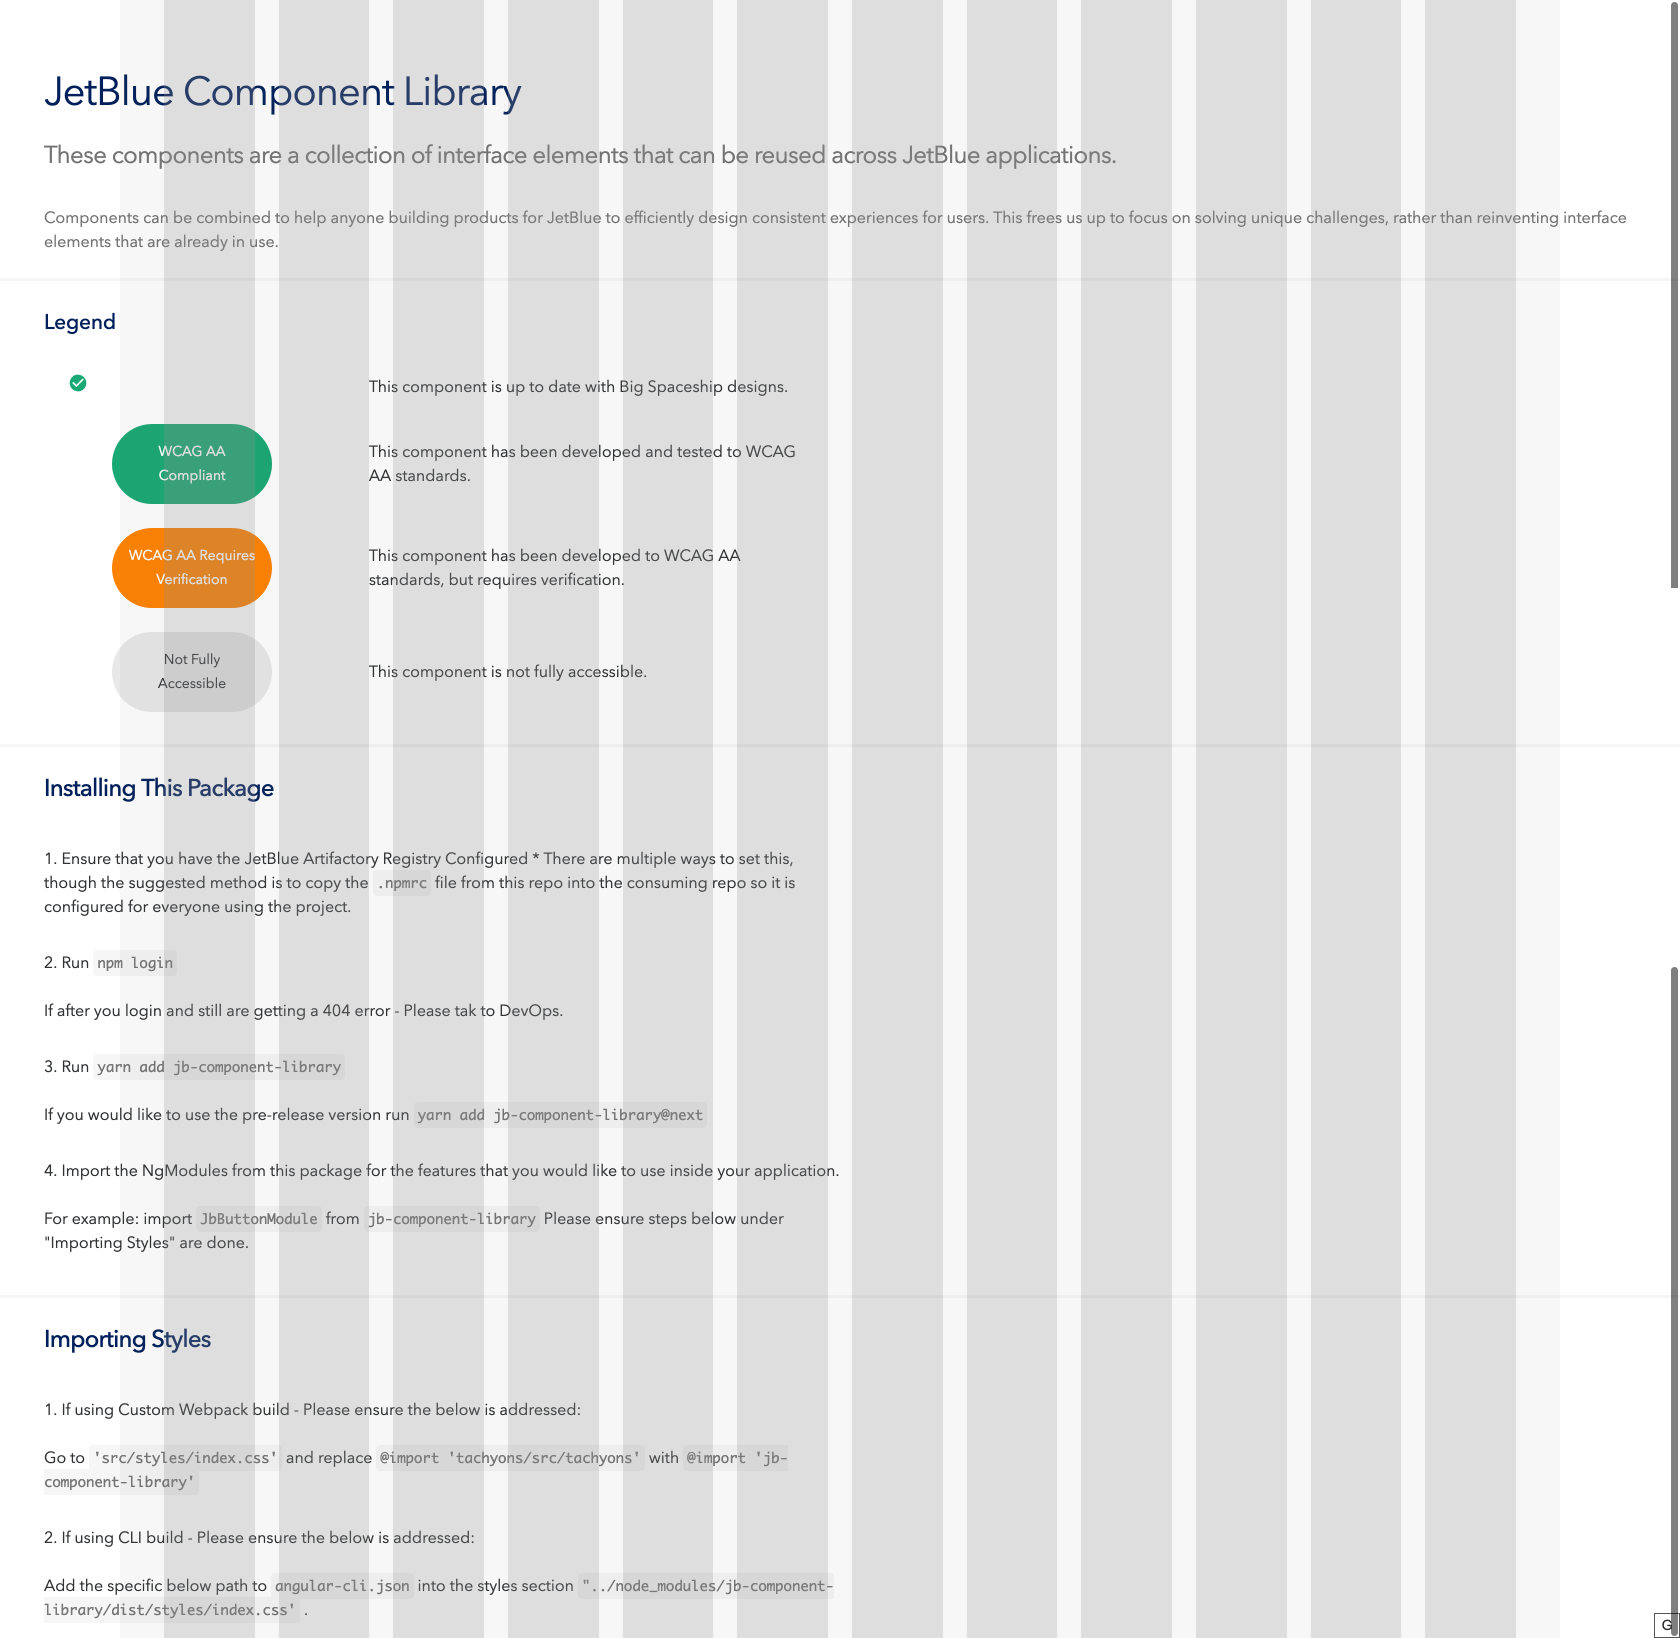 JetBlue Component Library
These components are a collection of interface elements that can be reused across JetBlue applications.
Components can be combined to help anyone building products for JetBlue to efficiently design consistent experiences for users. This frees us up to focus on solving unique challenges, rather than reinventing interface
elements that are already in use.
Legend
This component is up to date with Big Spaceship designs.
WCAG AA
Compliant
This component has been developed and tested to WCAG
AA standards.
WCAG AA Requires
Verification
This component has been developed to WCAG AA
standards, but requires verification.
Not Fully
Accessible
This component is not fully accessible.
Installing This Package
1. Ensure that you have the JetBlue Artifactory Registry Configured * There are multiple ways to set this,
though the suggested method is to copy the .npmrc file from this repo into the consuming repo so it is
configured for everyone using the project.
2. Run npm login
If after you login and still are getting a 404 error - Please tak to DevOps.
3. Run yarn add jb-component-library
If you would like to use the pre-release version run yarn add jb-component-library@next
4. Import the NgModules from this package for the features that you would like to use inside your application.
For example: import JbButtonModule from jb-component-library Please ensure steps below under
"Importing Styles" are done.
Importing Styles
1. If using Custom Webpack build - Please ensure the below is addressed:
Go to 'src/styles/index.css' and replace @import 'tachyons/src/tachyons' with @import 'jb-
component-library'
2. If using CLI build - Please ensure the below is addressed:
Add the specific below path to angular-cli.json into the styles section "../node_modules/jb-component-
library/dist/styles/index.css' .
G